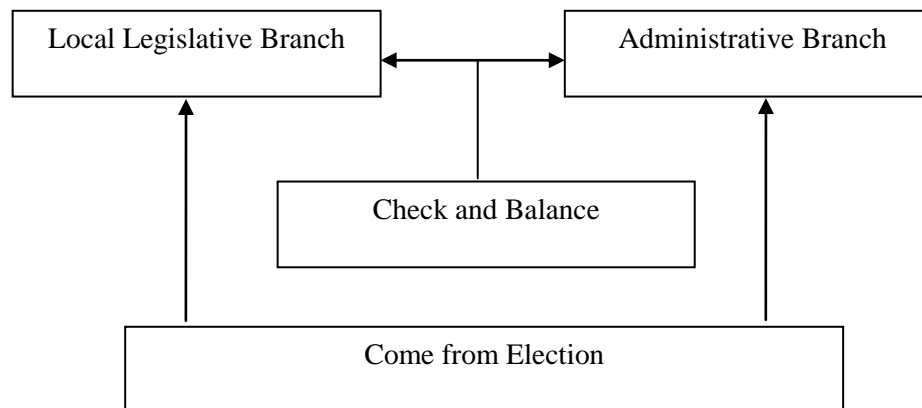 Local Legislative Branch
Administrative Branch
Check and Balance
Come from Election